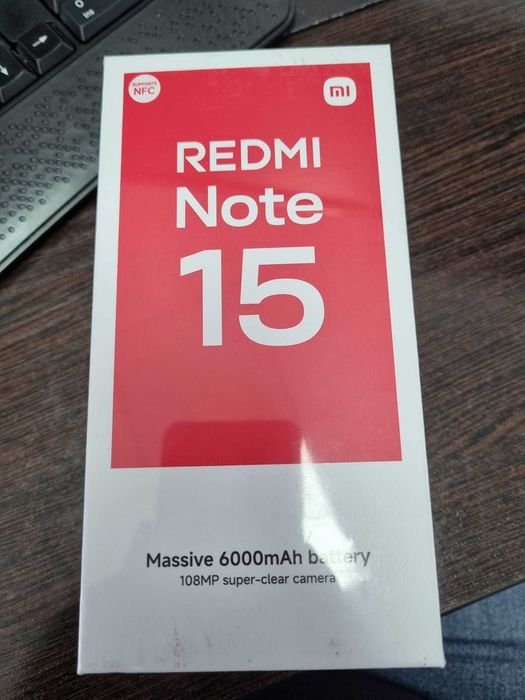 SUPPORTS
NFC
mi
REDMI
Note
15
Massive 6000mAh battery
108MP super-clear camera